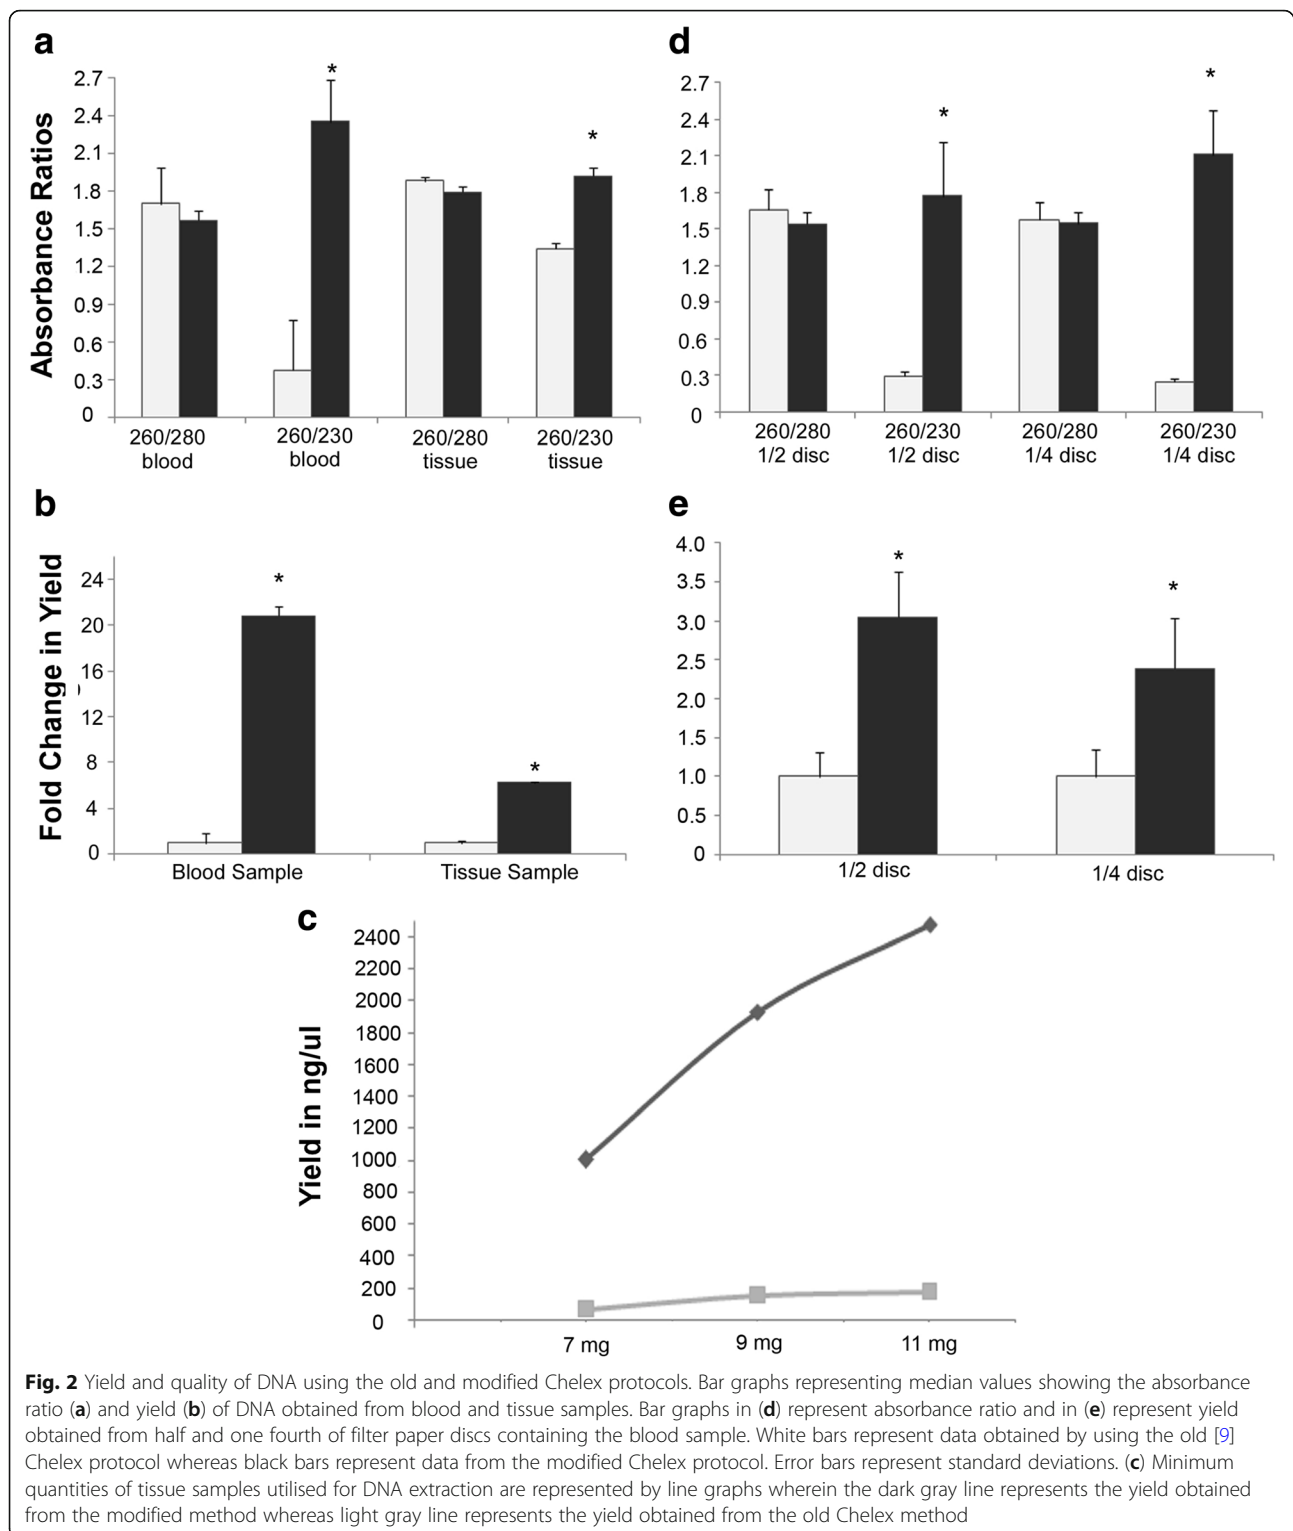 a
Absorbance Ratios
2.7
2.4
2.1
1.8
1.5
1.2
0.9
0.6
0.3
0
*
*
260/280 blood
260/230 blood
260/280 tissue
260/230 tissue
d
2.7
2.4
2.1
1.8
1.5
1.2
0.9
0.6
0.3
0
*
*
260/280 1/2 disc
260/230 1/2 disc
260/280 1/4 disc
260/230 1/4 disc
b
Fold Change in Yield
24
20
16
12
8
4
0
*
*
Blood Sample
Tissue Sample
e
4.0
3.5
3.0
2.5
2.0
1.5
1.0
0.5
0
*
*
1/2 disc
1/4 disc
c
Yield in ng/ul
2400
2200
2000
1800
1600
1400
1200
1000
800
600
400
200
0
7 mg
9 mg
11 mg
Fig. 2 Yield and quality of DNA using the old and modified Chelex protocols. Bar graphs representing median values showing the absorbance
ratio (a) and yield (b) of DNA obtained from blood and tissue samples. Bar graphs in (d) represent absorbance ratio and in (e) represent yield
obtained from half and one fourth of filter paper discs containing the blood sample. White bars represent data obtained by using the old [9]
Chelex protocol whereas black bars represent data from the modified Chelex protocol. Error bars represent standard deviations. (c) Minimum
quantities of tissue samples utilised for DNA extraction are represented by line graphs wherein the dark gray line represents the yield obtained
from the modified method whereas light gray line represents the yield obtained from the old Chelex method